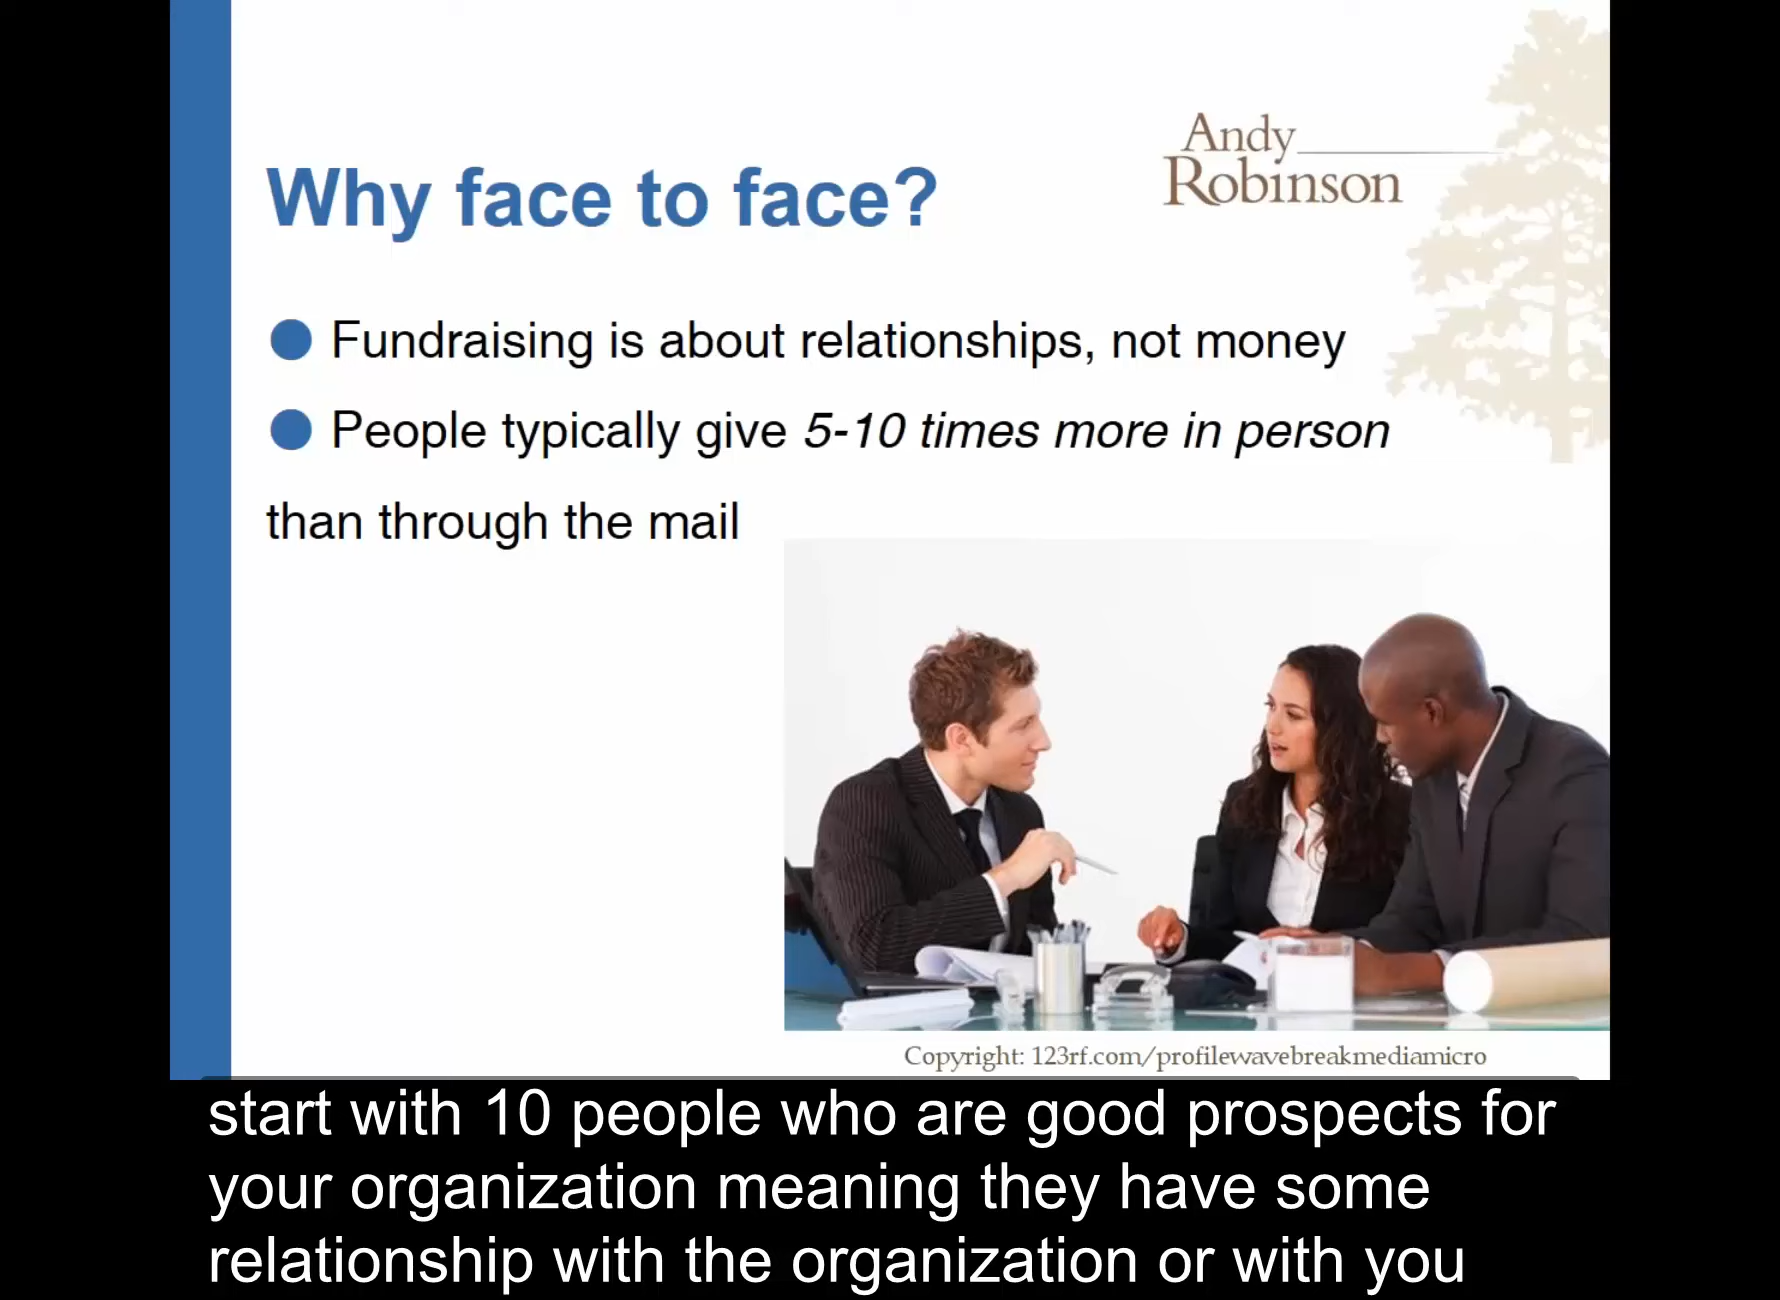 Andy
Robinson
Why face to face?
Fundraising is about relationships, not money
People typically give 5-10 times more in person
than through the mail
Copyright: 123rf.com/profilewavebreakmediamicro
start with 10 people who are good prospects for
your organization meaning they have some
relationship with the organization or with you